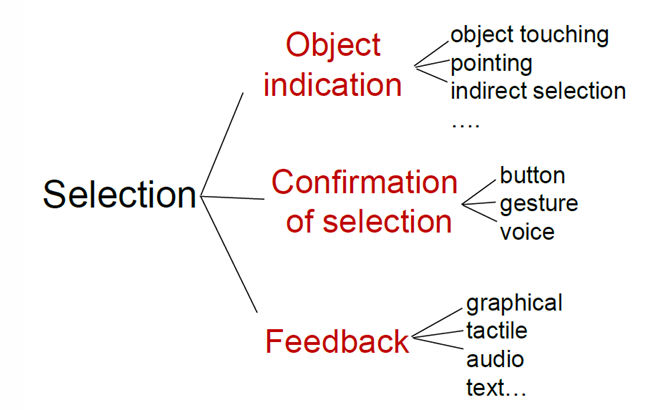 Selection
Object
indication
object touching
pointing
indirect selection
....
Confirmation
of selection
button
gesture
voice
Feedback
graphical
tactile
audio
text...